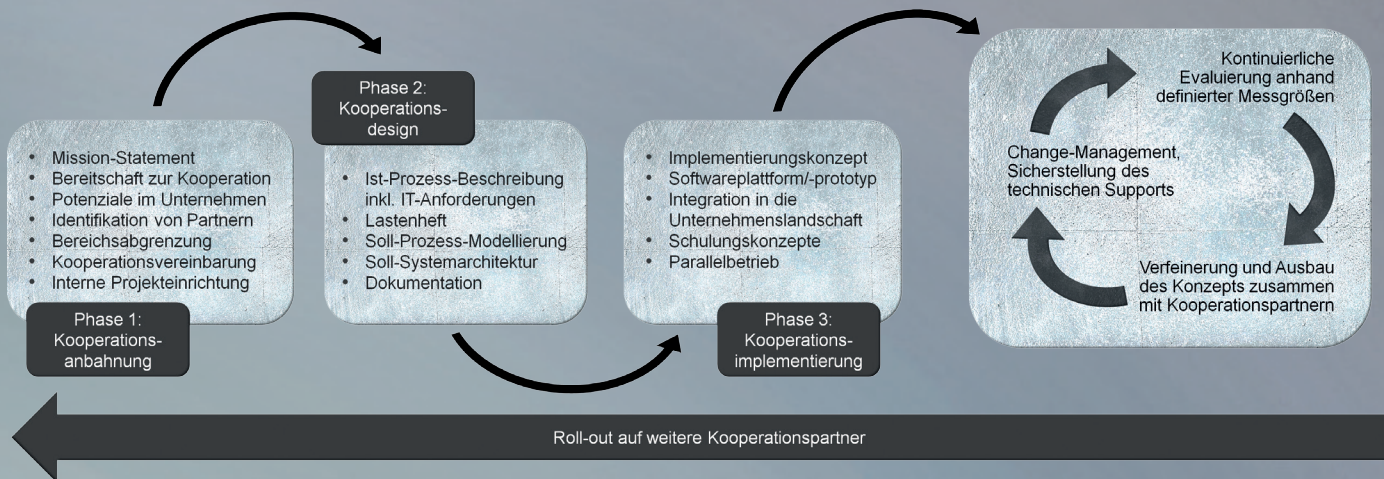 • Mission-Statement
• Bereitschaft zur Kooperation
• Potenziale im Unternehmen
• Identifikation von Partnern
• Bereichsabgrenzung
• Kooperationsvereinbarung
• Interne Projekteinrichtung
Phase 1:
Kooperations-
anbahnung
Phase 2:
Kooperations-
design
• Ist-Prozess-Beschreibung
inkl. IT-Anforderungen
• Lastenheft
• Soll-Prozess-Modellierung
• Soll-Systemarchitektur
• Dokumentation
• Implementierungskonzept
• Softwareplattform/-prototyp
• Integration in die
Unternehmenslandschaft
• Schulungskonzepte
• Parallelbetrieb
Phase 3:
Kooperations-
implementierung
Kontinuierliche
Evaluierung anhand
definierter Messgrößen
Verfeinerung und Ausbau
des Konzepts zusammen
mit Kooperationspartnern
Change-Management,
Sicherstellung des
technischen Supports
Roll-out auf weitere Kooperationspartner